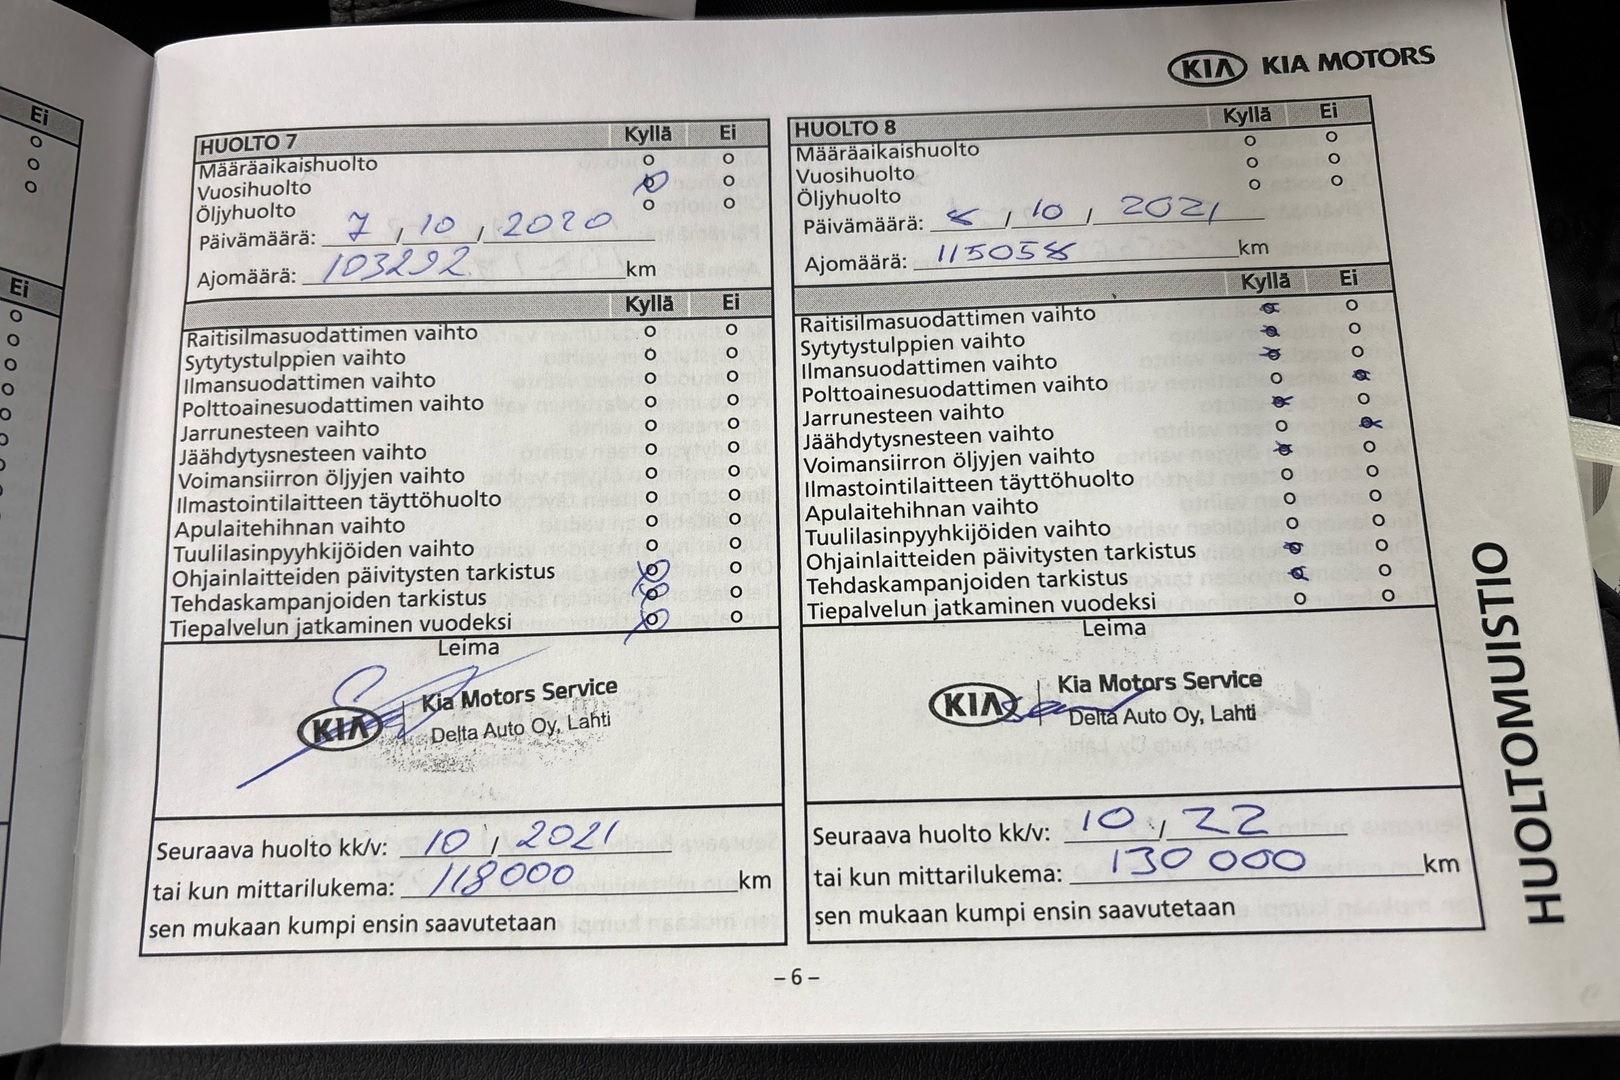 Ei
Ei
KIA KIA MOTORS
HUOLTO 7 Kyllä Ei
Määräaikaishuolto
Vuosihuolto
Öljyhuolto
Päivämäärä: 7 / 10 / 2020
Ajomäärä: 103292 km
Kyllä Ei
Raitisilmasuodattimen vaihto
Sytytystulppien vaihto
Ilmansuodattimen vaihto
Polttoainesuodattimen vaihto
Jarrunesteen vaihto
Jäähdytysnesteen vaihto
Voimansiirron öljyjen vaihto
Ilmastointilaitteen täyttöhuolto
Apulaitehihnan vaihto
Tuulilasinpyyhkijöiden vaihto
Ohjainlaitteiden päivitysten tarkistus
Tehdaskampanjoiden tarkistus
Tiepalvelun jatkaminen vuodeksi
Leima
KIA Kia Motors Service
Delta Auto Oy, Lahti
Seuraava huolto kk/v: 10 / 2021
tai kun mittarilukema: 118000 km
sen mukaan kumpi ensin saavutetaan
HUOLTO 8 Kyllä Ei
Määräaikaishuolto
Vuosihuolto
Öljyhuolto
Päivämäärä: 8 / 10 / 2021
Ajomäärä: 115058 km
Kyllä Ei
Raitisilmasuodattimen vaihto
Sytytystulppien vaihto
Ilmansuodattimen vaihto
Polttoainesuodattimen vaihto
Jarrunesteen vaihto
Jäähdytysnesteen vaihto
Voimansiirron öljyjen vaihto
Ilmastointilaitteen täyttöhuolto
Apulaitehihnan vaihto
Tuulilasinpyyhkijöiden vaihto
Ohjainlaitteiden päivitysten tarkistus
Tehdaskampanjoiden tarkistus
Tiepalvelun jatkaminen vuodeksi
Leima
KIA Kia Motors Service
Delta Auto Oy, Lahti
Seuraava huolto kk/v: 10 / 22
tai kun mittarilukema: 130 000 km
sen mukaan kumpi ensin saavutetaan
HUOLTOMUISTIO
- 6 -